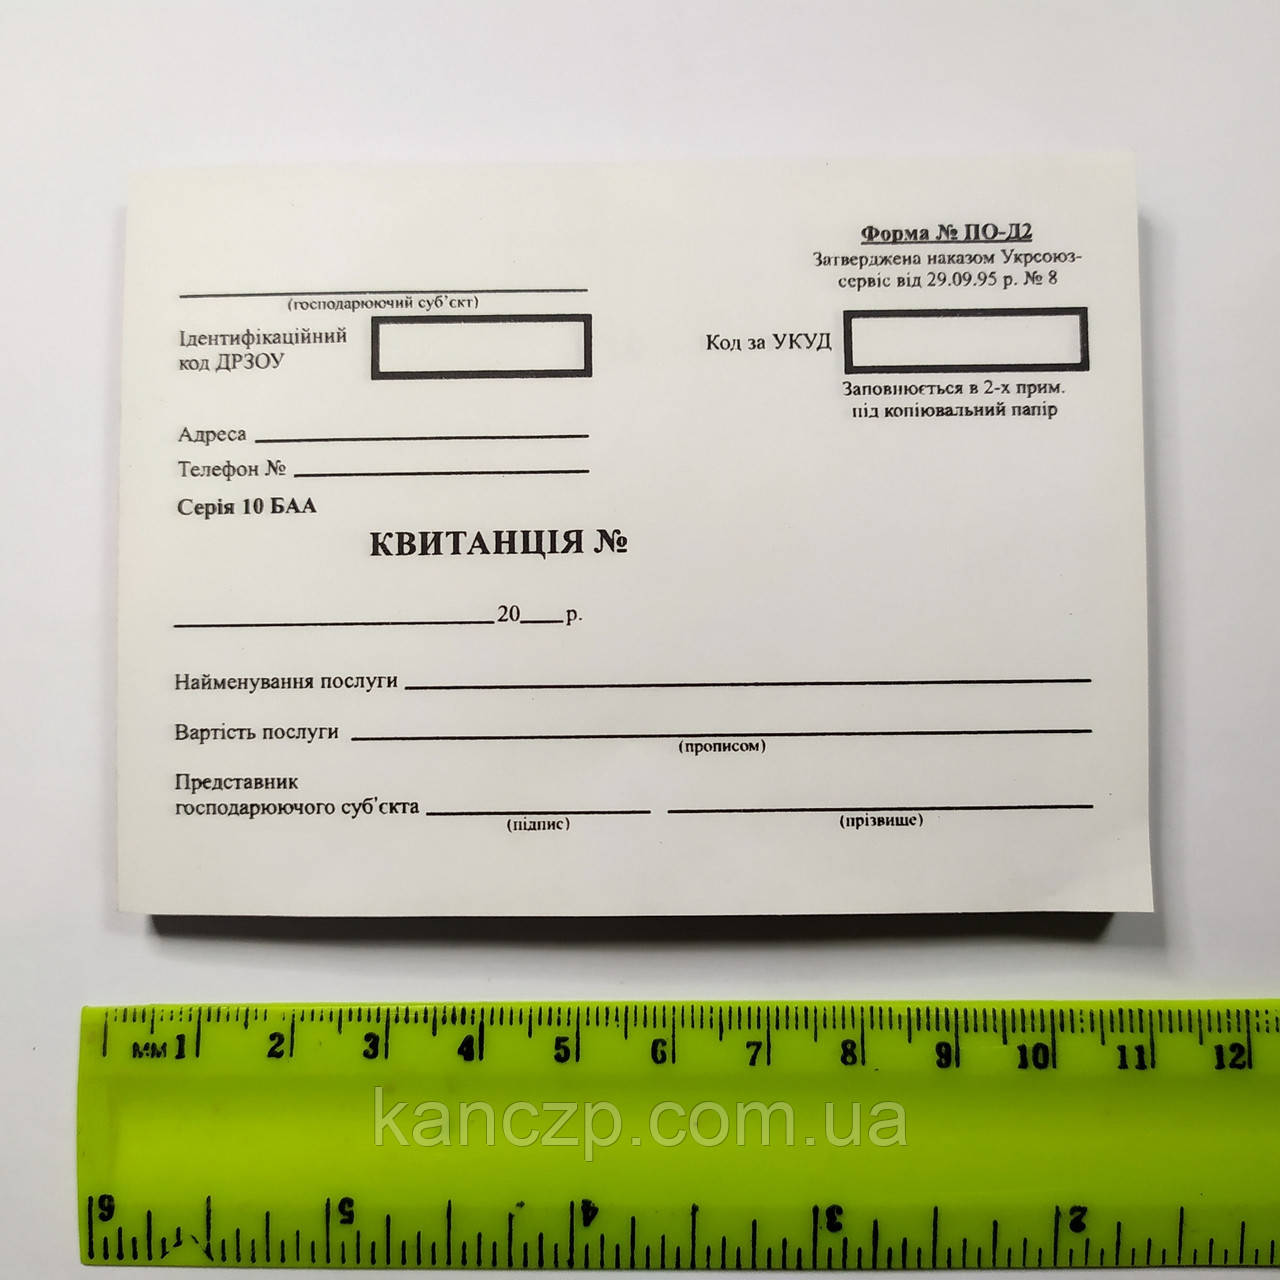 Форма № ПО-Д2
Затверджена наказом Укрсоюз-
сервіс від 29.09.95 р. № 8
(господарюючий суб'єкт)
Ідентифікаційний
код ДРЗОУ
Код за УКУД
Заповнюється в 2-х прим.
під копіювальний папір
Адреса
Телефон №
Серія 10 БАА
КВИТАНЦІЯ №
20 р.
Найменування послуги
Вартість послуги
(прописом)
Представник
господарюючого суб'єкта
(підпис) (прізвище)
мм 1 2 3 4 5 6 7 8 9 10 11 12
kanczp.com.ua
6 5 4 3 2